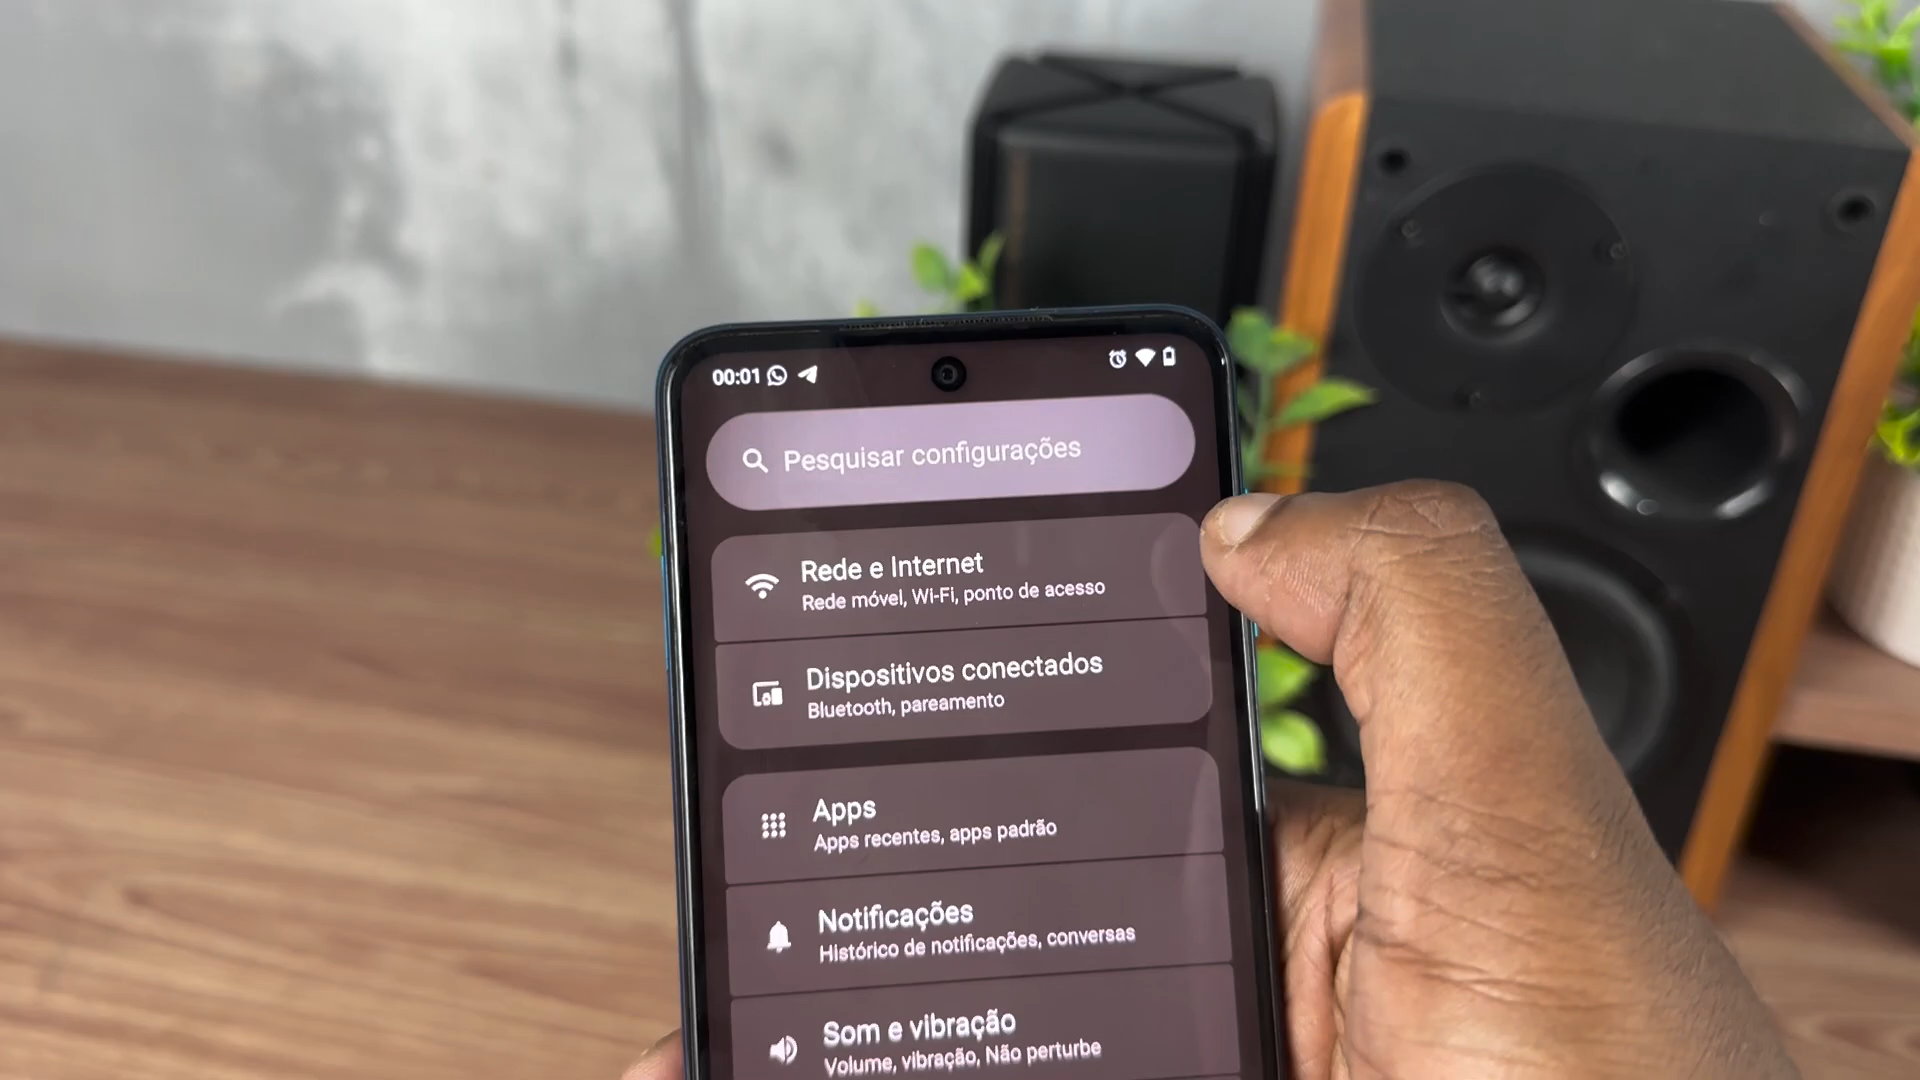 00:01
Pesquisar configurações
Rede e Internet
Rede móvel, Wi-Fi, ponto de acesso
Dispositivos conectados
Bluetooth, pareamento
Apps
Apps recentes, apps padrão
Notificações
Histórico de notificações, conversas
Som e vibração
Volume, vibração, Não perturbe